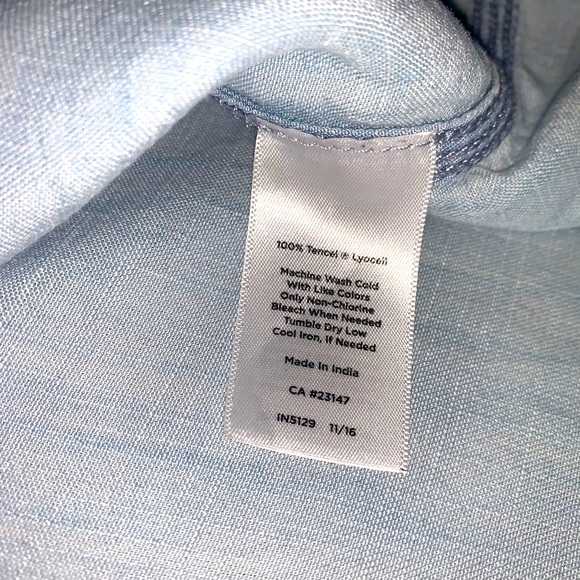 100% Tencel ® Lyocell
Machine Wash Cold
With Like Colors
Only Non-Chlorine
Bleach When Needed
Tumble Dry Low
Cool Iron, If Needed
Made In India
CA #23147
IN5129 11/16